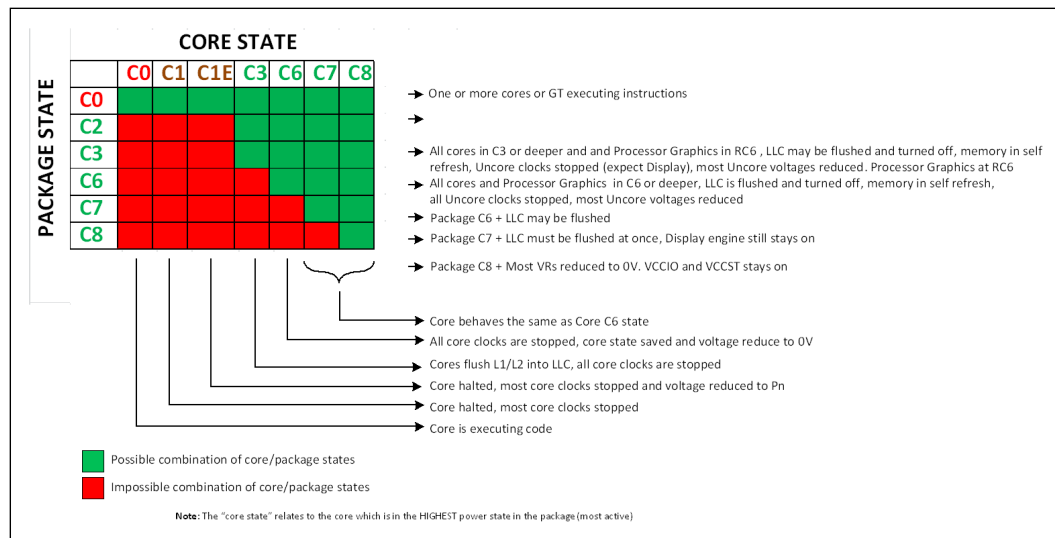 CORE STATE
PACKAGE STATE
C0 C1 C1E C3 C6 C7 C8
C0
C2
C3
C6
C7
C8
One or more cores or GT executing instructions
All cores in C3 or deeper and and Processor Graphics in RC6 , LLC may be flushed and turned off, memory in self
refresh, Uncore clocks stopped (expect Display), most Uncore voltages reduced. Processor Graphics at RC6
All cores and Processor Graphics in C6 or deeper, LLC is flushed and turned off, memory in self refresh,
all Uncore clocks stopped, most Uncore voltages reduced
Package C6 + LLC may be flushed
Package C7 + LLC must be flushed at once, Display engine still stays on
Package C8 + Most VRs reduced to 0V. VCCIO and VCCST stays on
Core behaves the same as Core C6 state
All core clocks are stopped, core state saved and voltage reduce to 0V
Cores flush L1/L2 into LLC, all core clocks are stopped
Core halted, most core clocks stopped and voltage reduced to Pn
Core halted, most core clocks stopped
Core is executing code
Possible combination of core/package states
Impossible combination of core/package states
Note: The "core state" relates to the core which is in the HIGHEST power state in the package (most active)